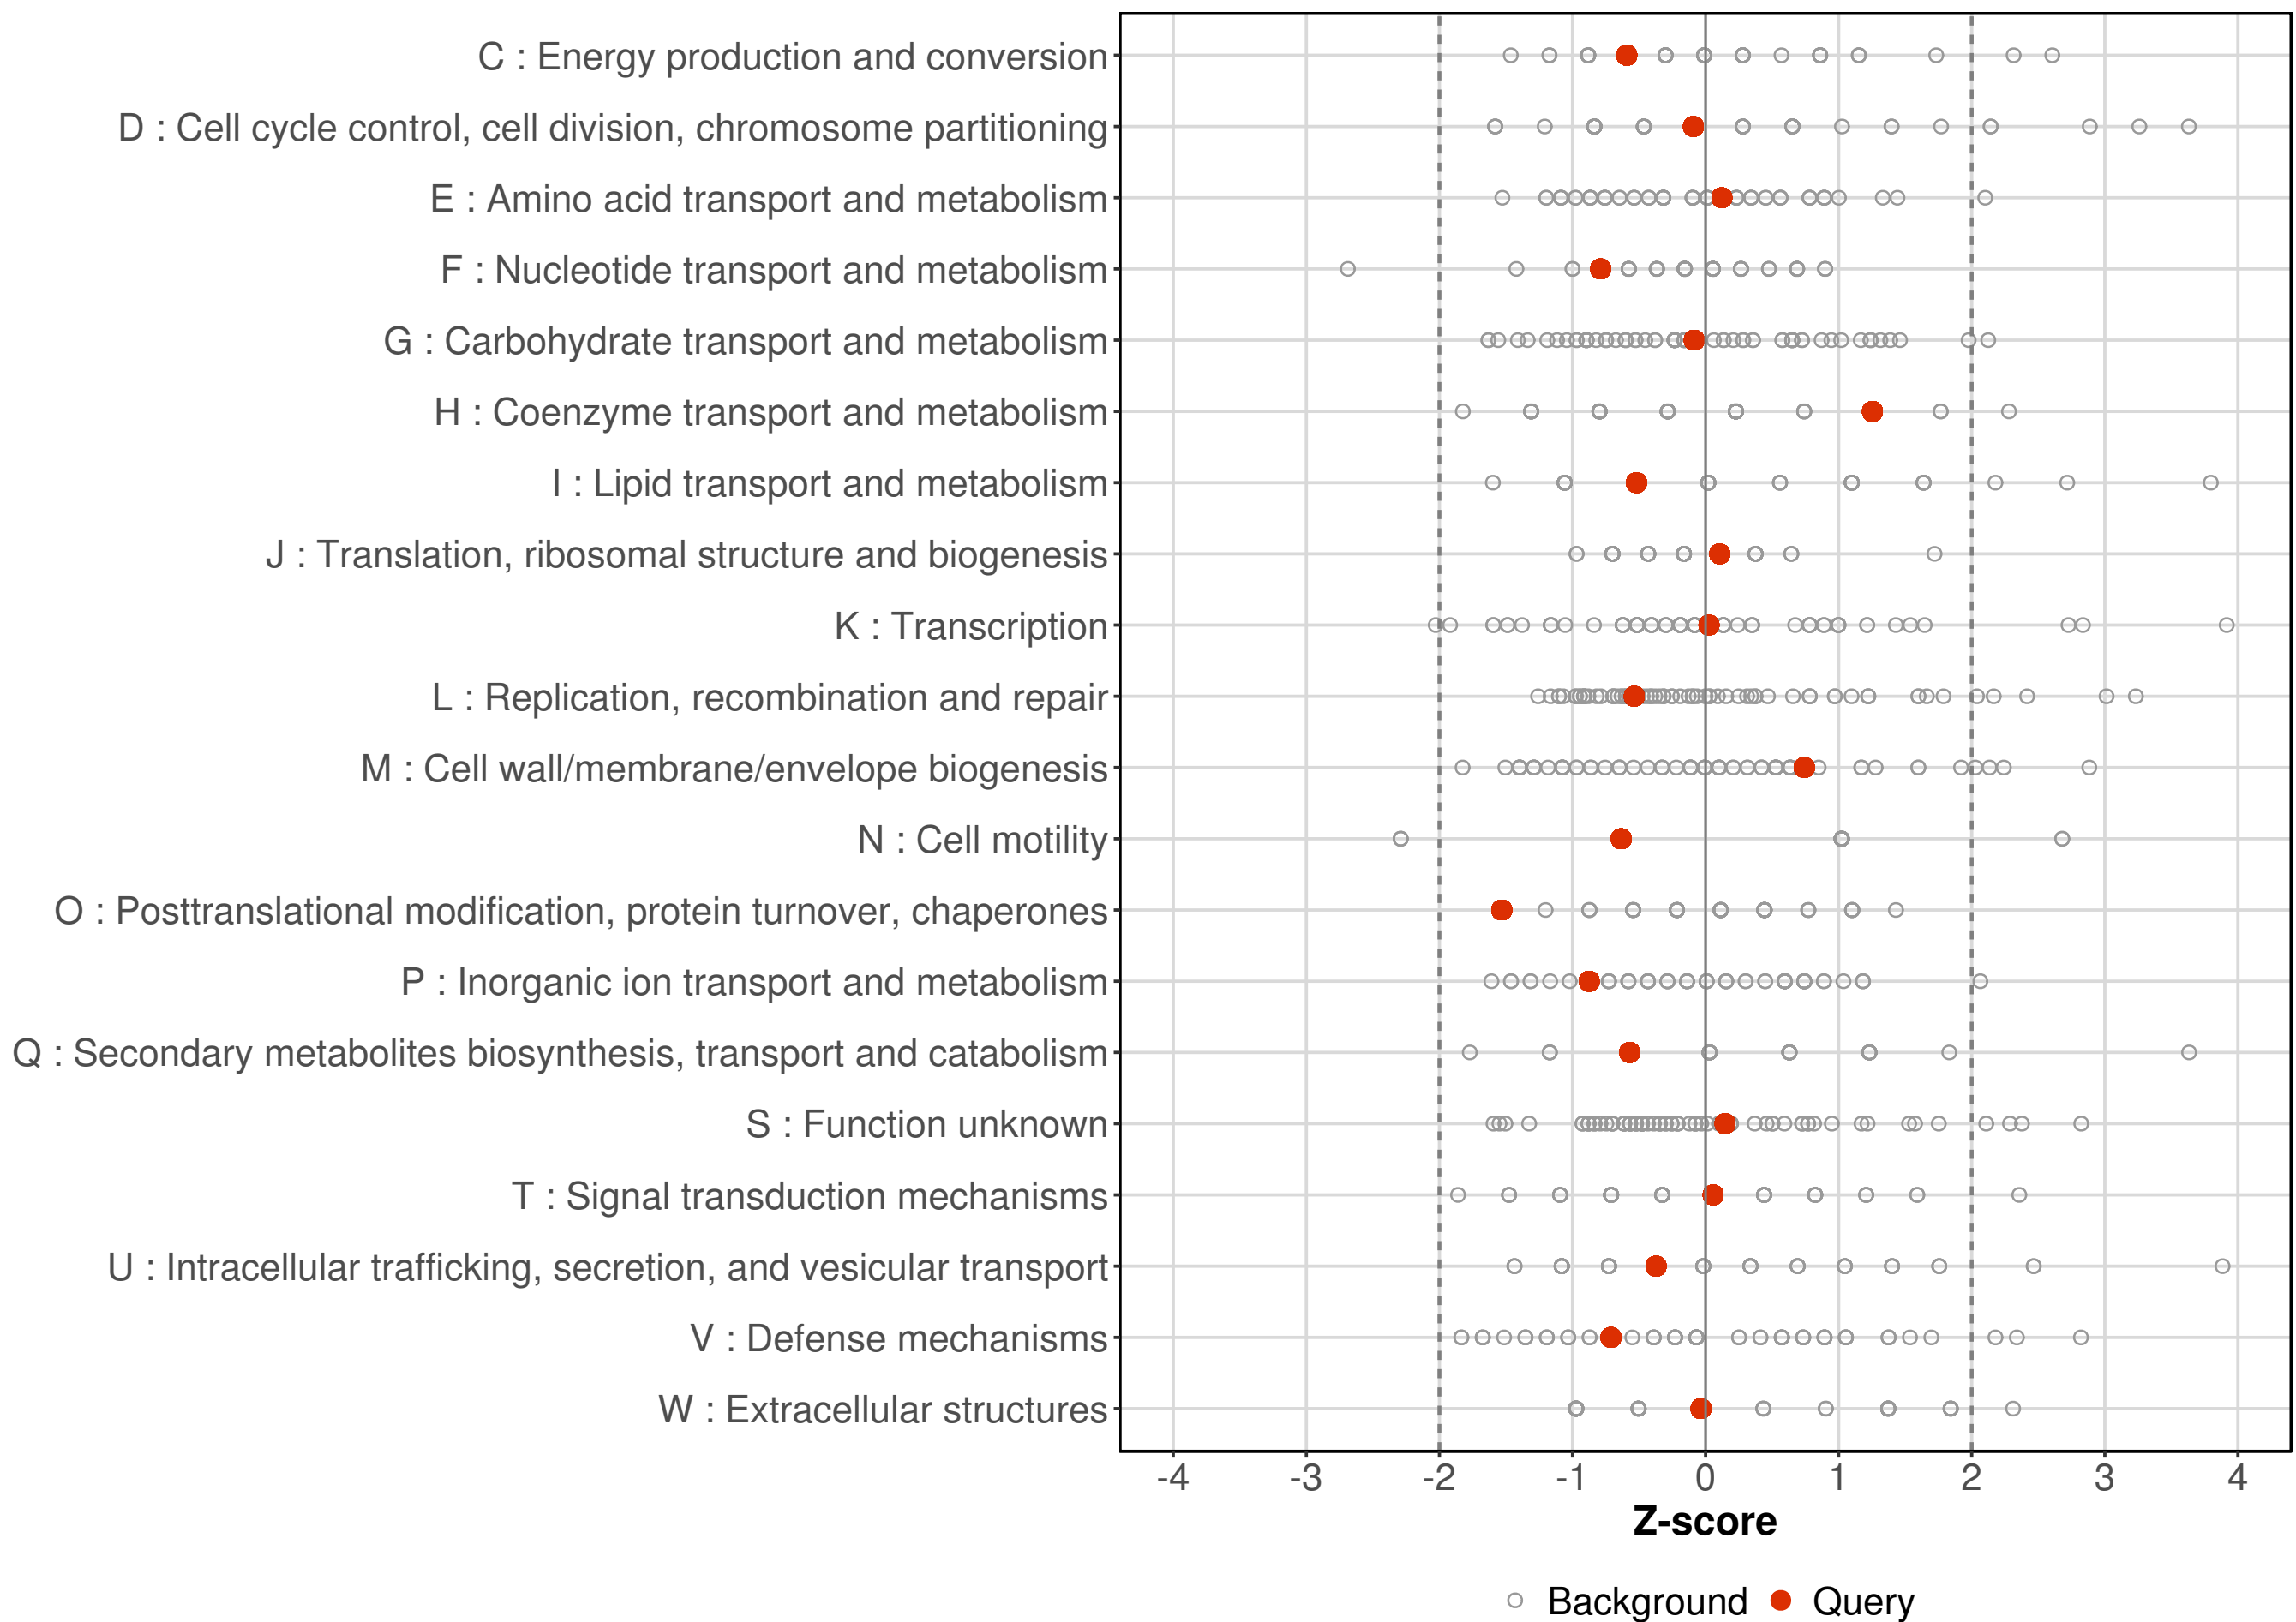 C : Energy production and conversion
D : Cell cycle control, cell division, chromosome partitioning
E : Amino acid transport and metabolism
F : Nucleotide transport and metabolism
G : Carbohydrate transport and metabolism
H : Coenzyme transport and metabolism
I : Lipid transport and metabolism
J : Translation, ribosomal structure and biogenesis
K : Transcription
L : Replication, recombination and repair
M : Cell wall/membrane/envelope biogenesis
N : Cell motility
O : Posttranslational modification, protein turnover, chaperones
P : Inorganic ion transport and metabolism
Q : Secondary metabolites biosynthesis, transport and catabolism
S : Function unknown
T : Signal transduction mechanisms
U : Intracellular trafficking, secretion, and vesicular transport
V : Defense mechanisms
W : Extracellular structures
-4 -3 -2 -1 0 1 2 3 4
Z-score
Background Query